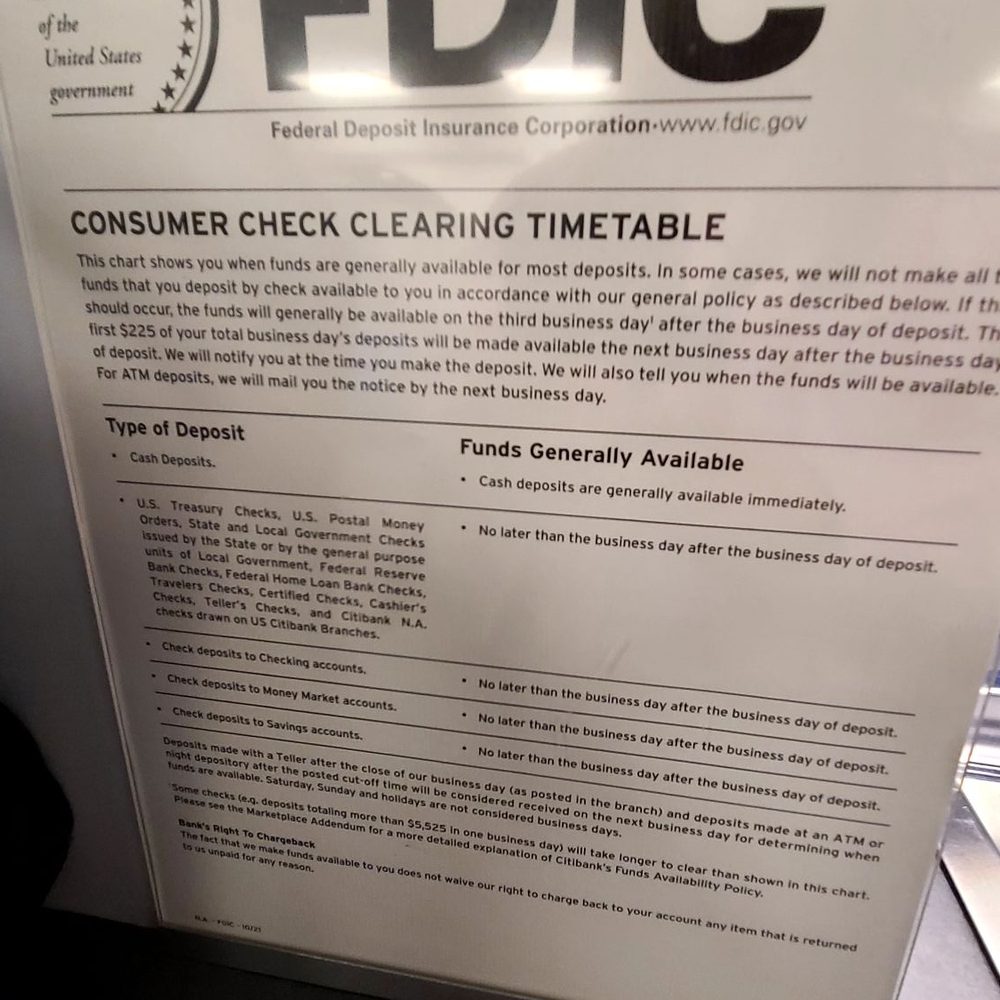 of the
United States
government
FDIC
Federal Deposit Insurance Corporation·www.fdic.gov
CONSUMER CHECK CLEARING TIMETABLE
This chart shows you when funds are generally available for most deposits. In some cases, we will not make all
funds that you deposit by check available to you in accordance with our general policy as described below. If
should occur, the funds will generally be available on the third business day¹ after the business day of deposit.
first $225 of your total business day's deposits will be made available the next business day after the business day
of deposit. We will notify you at the time you make the deposit. We will also tell you when the funds will be available.
For ATM deposits, we will mail you the notice by the next business day.
Type of Deposit
Funds Generally Available
• Cash Deposits.
• Cash deposits are generally available immediately.
• U.S. Treasury Checks, U.S. Postal Money
Orders, State and Local Government Checks
issued by the State or by the general purpose
units of Local Government, Federal Reserve
Bank Checks, Federal Home Loan Bank Checks,
Travelers Checks, Certified Checks, Cashier's
Checks, Teller's Checks, and Citibank N.A.
checks drawn on US Citibank Branches.
• No later than the business day after the business day of deposit.
• Check deposits to Checking accounts.
• No later than the business day after the business day of deposit.
• Check deposits to Money Market accounts.
• No later than the business day after the business day of deposit.
• Check deposits to Savings accounts.
• No later than the business day after the business day of deposit.
Deposits made with a Teller after the close of our business day (as posted in the branch) and deposits made at an ATM or
night depository after the posted cut-off time will be considered received on the next business day for determining when
funds are available. Saturday, Sunday and holidays are not considered business days.
¹Some checks (e.g. deposits totaling more than $5,525 in one business day) will take longer to clear than shown in this chart.
Please see the Marketplace Addendum for a more detailed explanation of Citibank's Funds Availability Policy.
Bank's Right To Chargeback
The fact that we make funds available to you does not waive our right to charge back to your account any item that is returned
to us unpaid for any reason.
N.A. - FDIC - 10/21